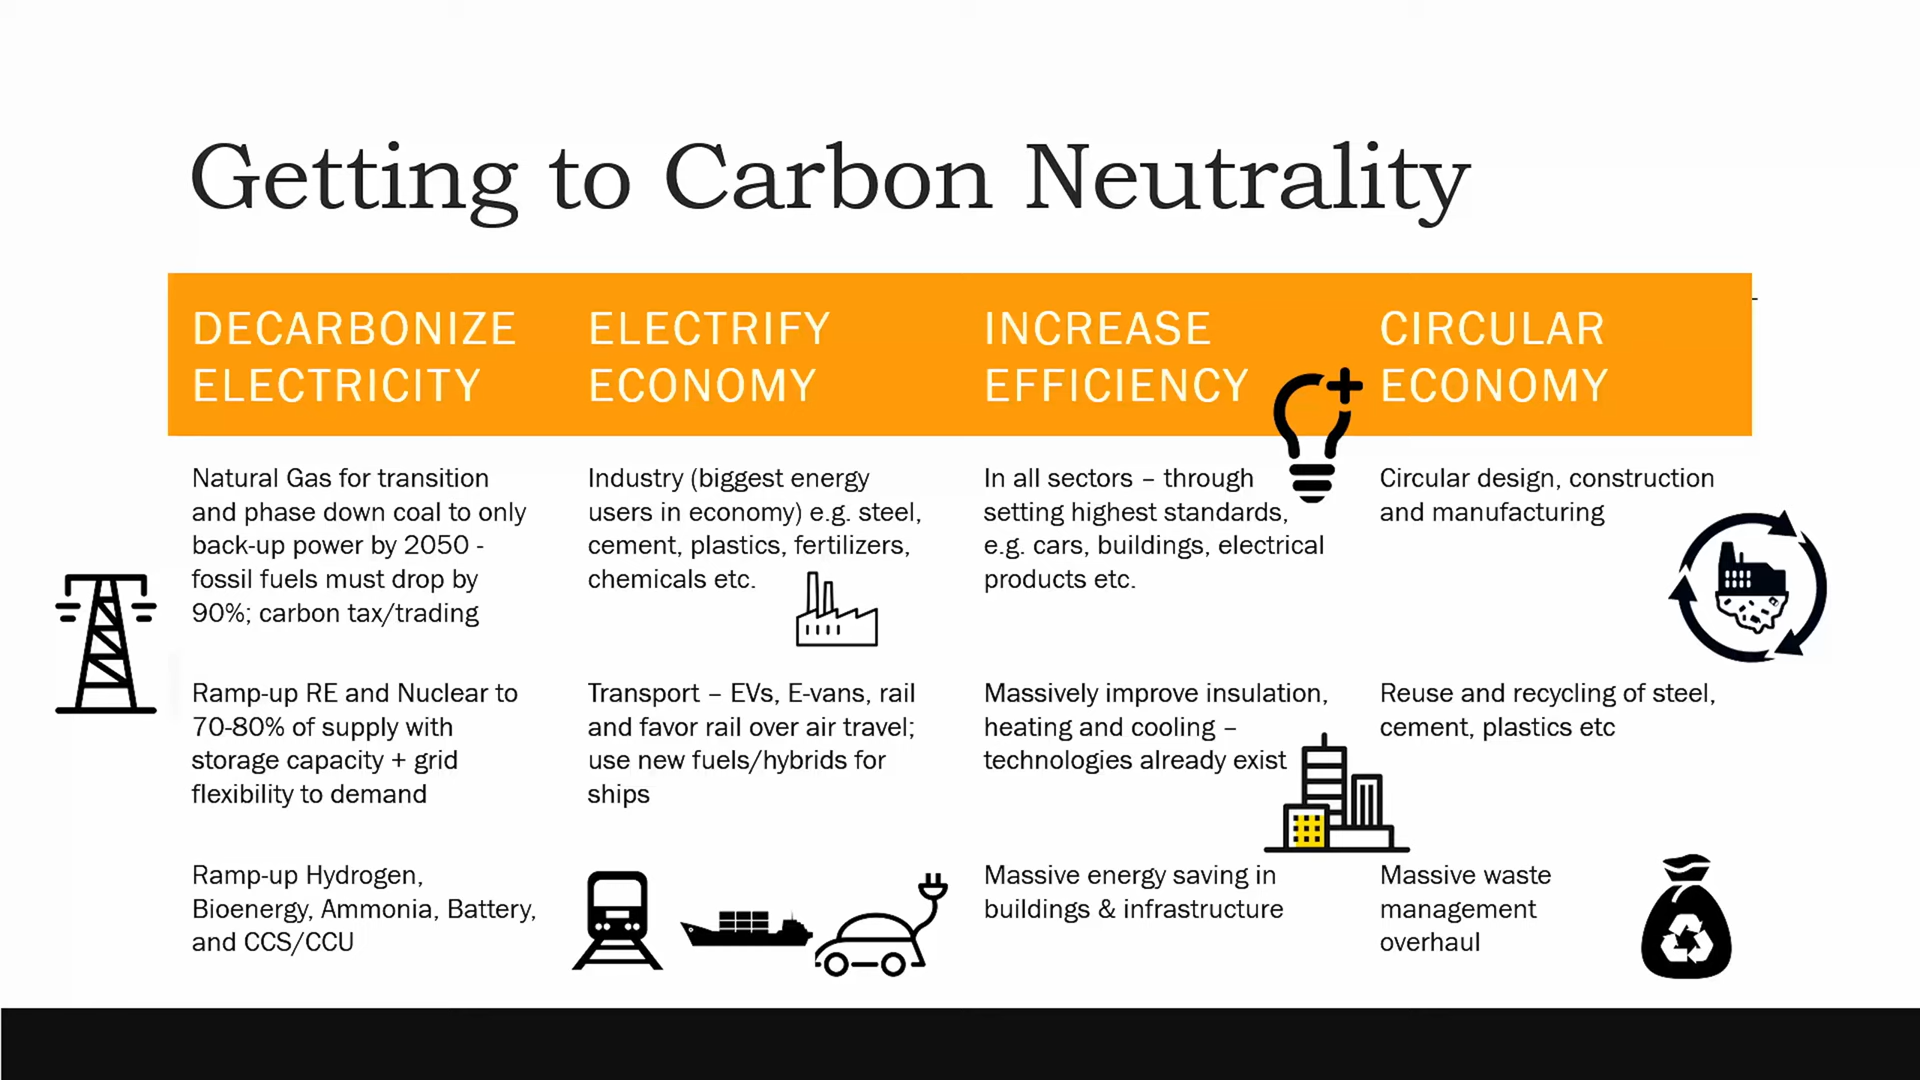 Getting to Carbon Neutrality
DECARBONIZE
ELECTRICITY
ELECTRIFY
ECONOMY
INCREASE
EFFICIENCY
CIRCULAR
ECONOMY
Natural Gas for transition
and phase down coal to only
back-up power by 2050 -
fossil fuels must drop by
90%; carbon tax/trading
Industry (biggest energy
users in economy) e.g. steel,
cement, plastics, fertilizers,
chemicals etc.
In all sectors – through
setting highest standards,
e.g. cars, buildings, electrical
products etc.
Circular design, construction
and manufacturing
Ramp-up RE and Nuclear to
70-80% of supply with
storage capacity + grid
flexibility to demand
Transport – EVs, E-vans, rail
and favor rail over air travel;
use new fuels/hybrids for
ships
Massively improve insulation,
heating and cooling –
technologies already exist
Reuse and recycling of steel,
cement, plastics etc
Ramp-up Hydrogen,
Bioenergy, Ammonia, Battery,
and CCS/CCU
Massive energy saving in
buildings & infrastructure
Massive waste
management
overhaul